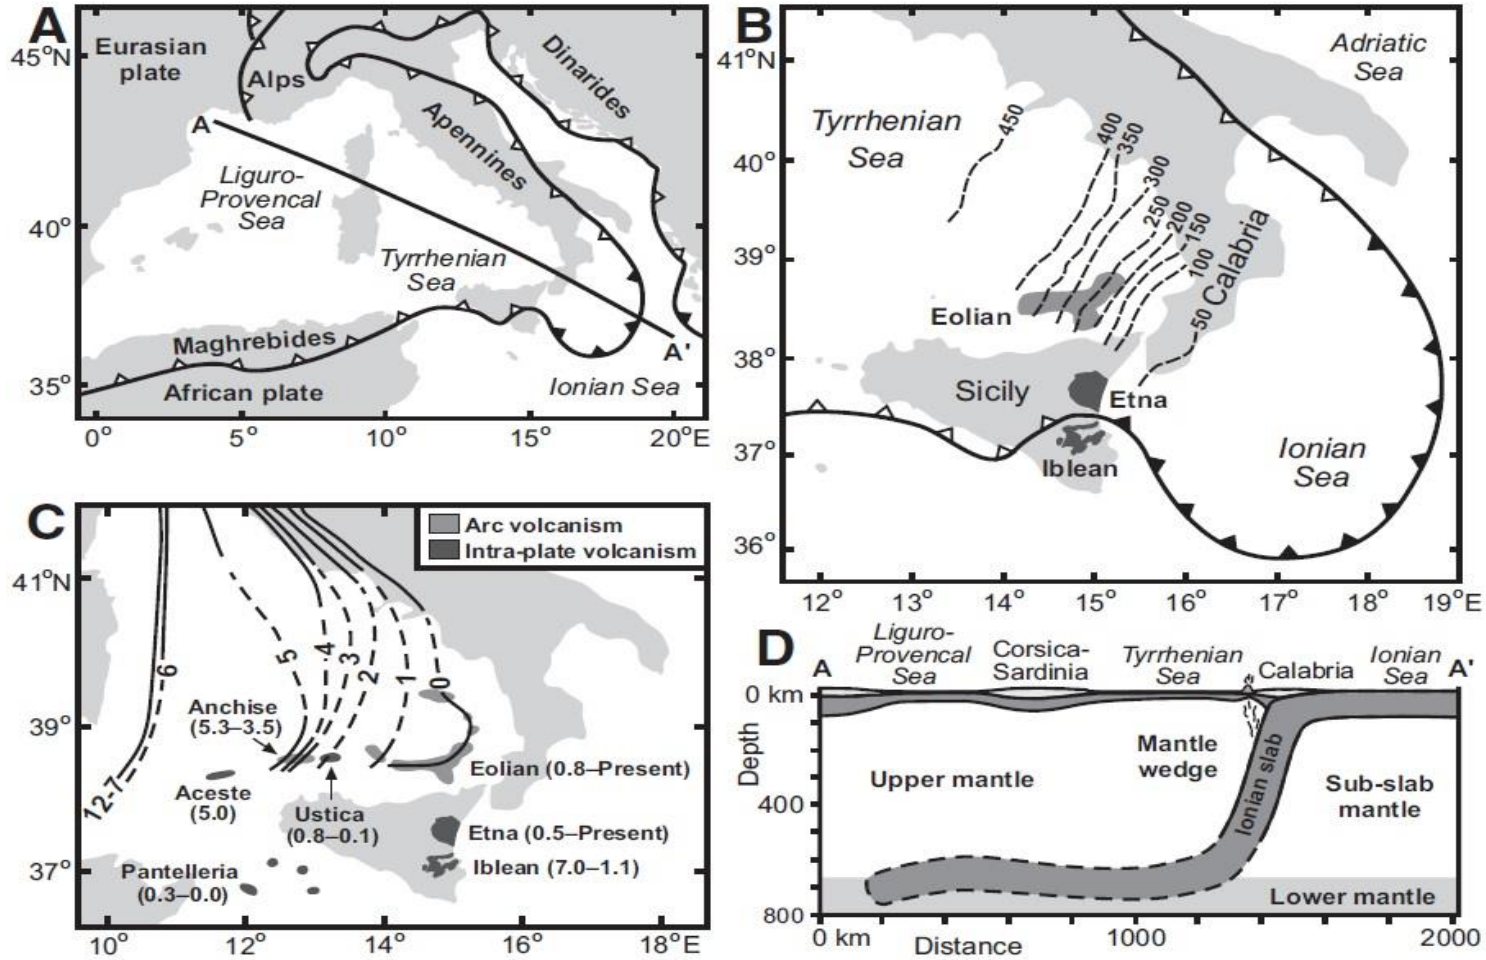 A
45°N
Eurasian
plate
Alps
Dinarides
A
Apennines
Liguro-
Provencal
Sea
40°
Tyrrhenian
Sea
Maghrebides
A'
35°
African plate
Ionian Sea
0°
5°
10°
15°
20°E
B
41°N
Adriatic
Sea
Tyrrhenian
Sea
450
400
350
300
250
200
150
100
50
40°
39°
Calabria
Eolian
38°
Sicily
Etna
37°
Iblean
Ionian
Sea
36°
12°
13°
14°
15°
16°
17°
18°
19°E
C
Arc volcanism
Intra-plate volcanism
41°N
6
5
4
3
2
1
0
Anchise
(5.3–3.5)
39°
12-7
Aceste
(5.0)
Ustica
(0.8–0.1)
Eolian (0.8–Present)
Etna (0.5–Present)
Iblean (7.0–1.1)
37°
Pantelleria
(0.3–0.0)
10°
12°
14°
16°
18°E
D
A
Liguro-
Provencal
Sea
Corsica-
Sardinia
Tyrrhenian
Sea
Calabria
Ionian
Sea
A'
0 km
Depth
Mantle
wedge
Upper mantle
Ionian slab
Sub-slab
mantle
400
Lower mantle
800
0 km
Distance
1000
2000